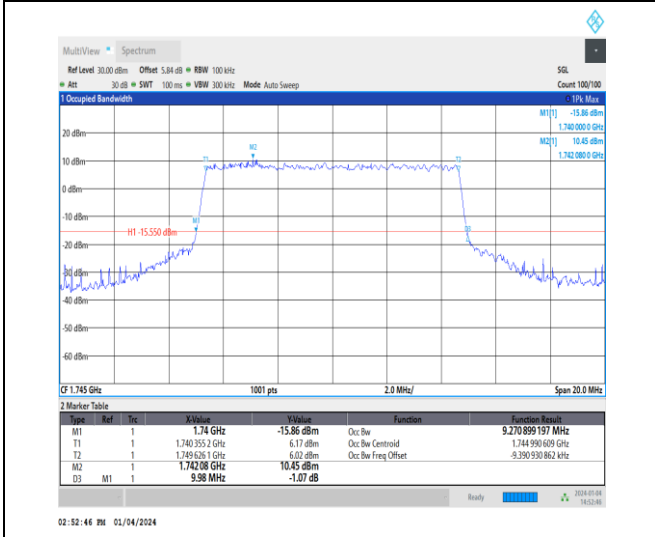 MultiView Spectrum
Ref Level 30.00 dBm Offset 5.84 dB RBW 100 kHz SGL
Att 30 dB SWT 100 ms VBW 300 kHz Mode Auto Sweep Count 100/100
1 Occupied Bandwidth 1Pk Max
M1[1] -15.86 dBm
1.740 000 0 GHz
20 dBm
M2[1] 10.45 dBm
1.742 080 0 GHz
M2
T1 T2
10 dBm
0 dBm
-10 dBm
M1
H1 -15.550 dBm
D3
-20 dBm
-30 dBm
-40 dBm
-50 dBm
-60 dBm
CF 1.745 GHz 1001 pts 2.0 MHz/ Span 20.0 MHz
2 Marker Table
Type Ref Trc X-Value Y-Value Function Function Result
M1 1 1.74 GHz -15.86 dBm Occ Bw 9.270 899 197 MHz
T1 1 1.740 355 2 GHz 6.17 dBm Occ Bw Centroid 1.744 990 609 GHz
T2 1 1.749 626 1 GHz 6.02 dBm Occ Bw Freq Offset -9.390 930 862 kHz
M2 1 1.74208 GHz 10.45 dBm
D3 M1 1 9.98 MHz -1.07 dB
Ready 2024-01-04
14:52:46
02:52:46 PM 01/04/2024